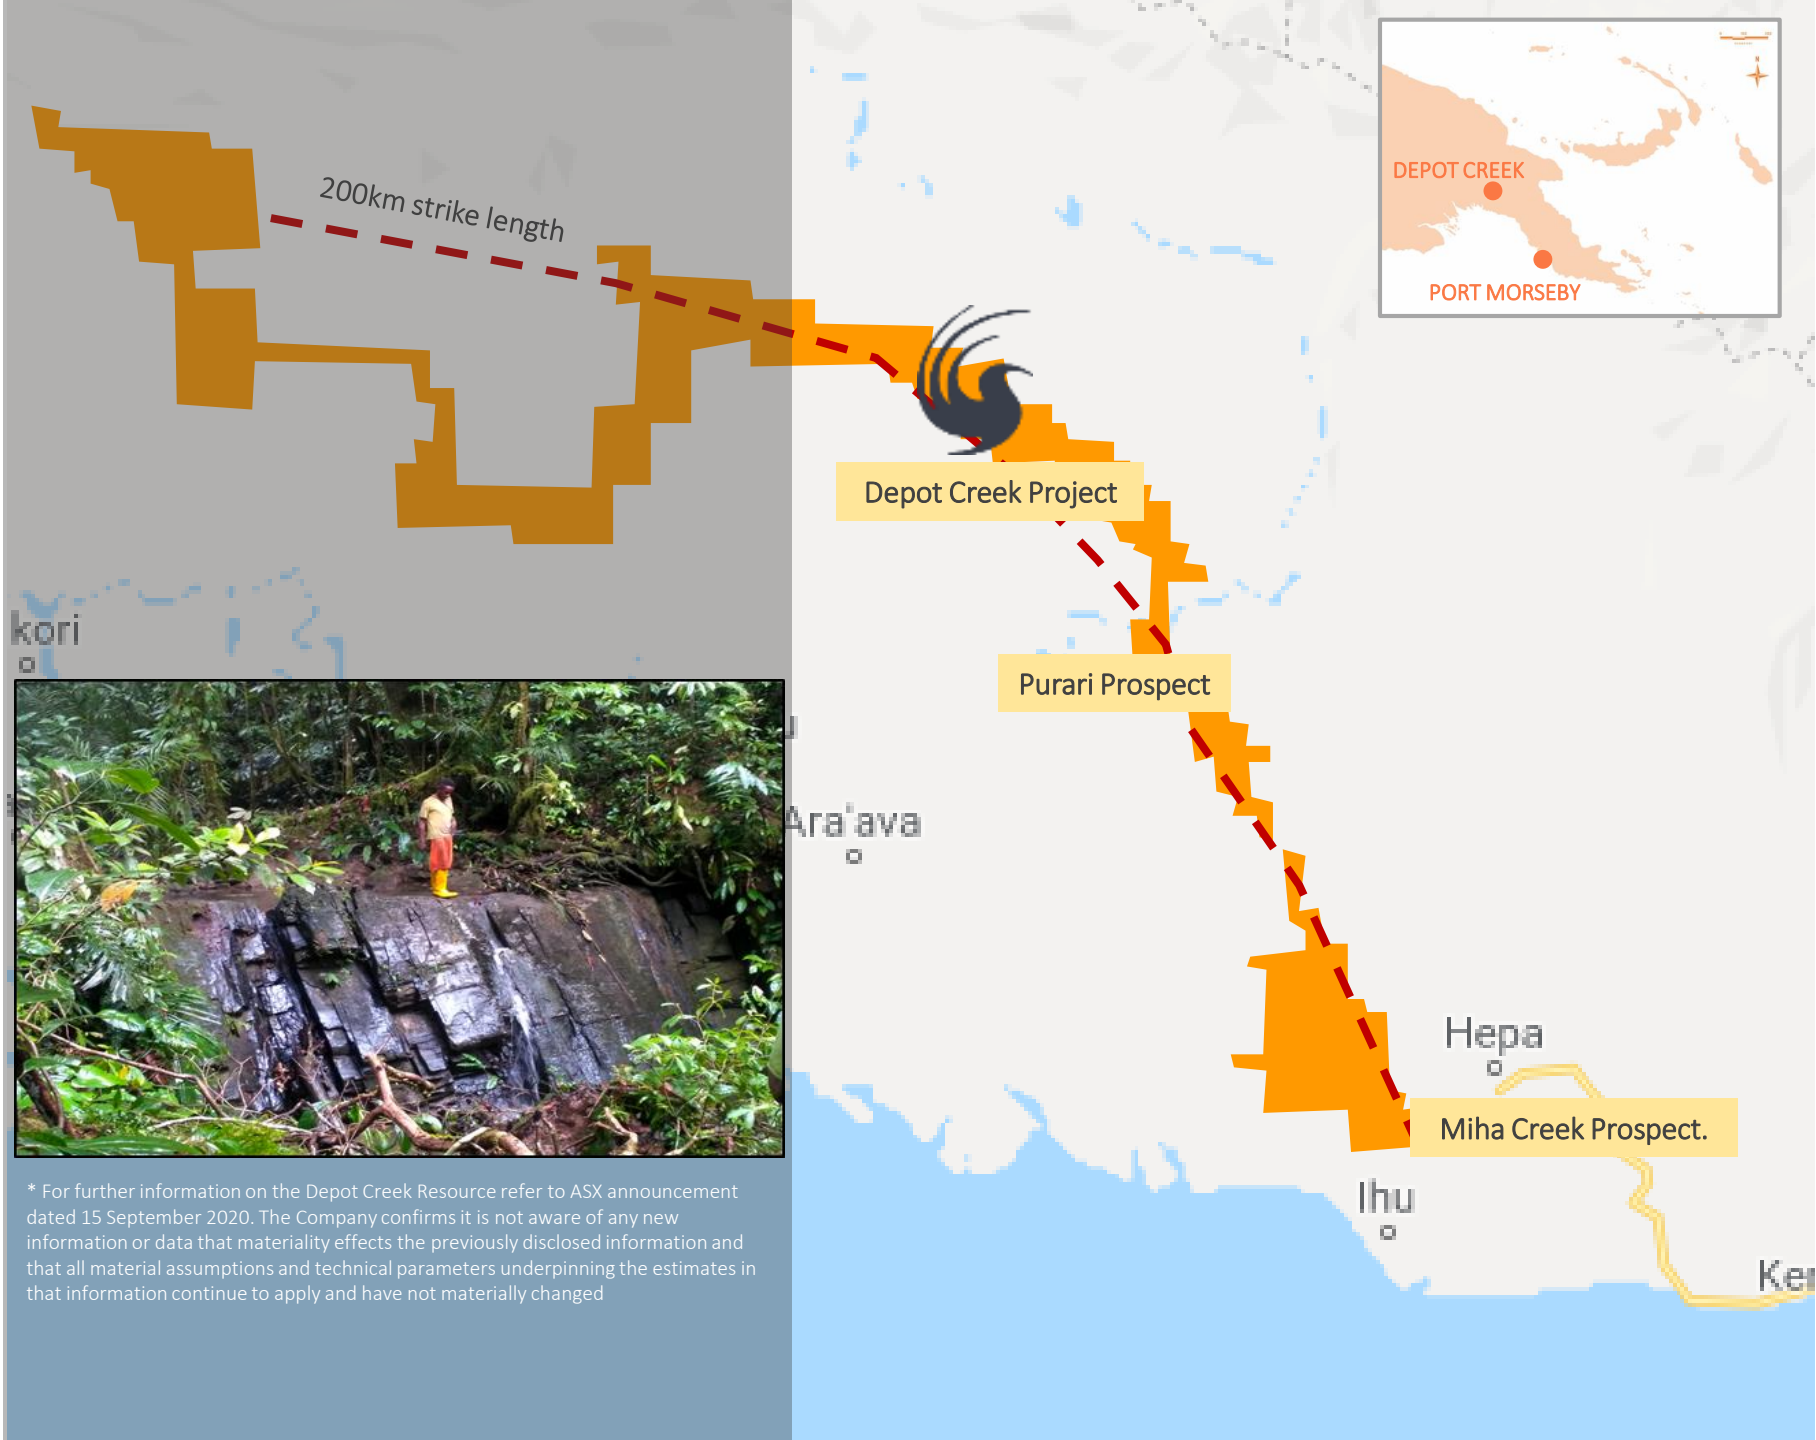 200km strike length
DEPOT CREEK
PORT MORSEBY
Depot Creek Project
kori
Purari Prospect
Ara'ava
Hepa
Miha Creek Prospect.
Ihu
* For further information on the Depot Creek Resource refer to ASX announcement
dated 15 September 2020. The Company confirms it is not aware of any new
information or data that materiality effects the previously disclosed information and
that all material assumptions and technical parameters underpinning the estimates in
that information continue to apply and have not materially changed